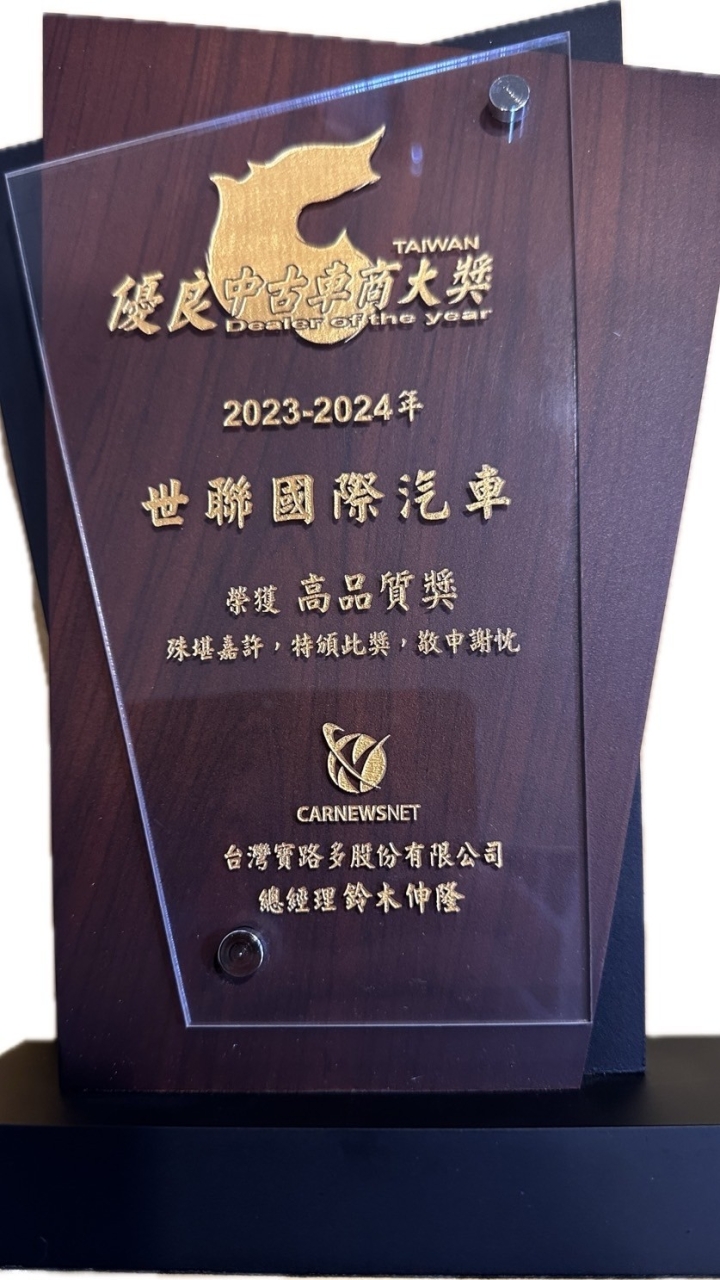 TAIWAN
優良中古車商大獎
Dealer of the year
2023-2024年
世聯國際汽車
榮獲 高品質獎
殊堪嘉許，特頒此獎，敬申謝忱
CARNEWSNET
台灣寶路多股份有限公司
總經理 鈴木伸隆